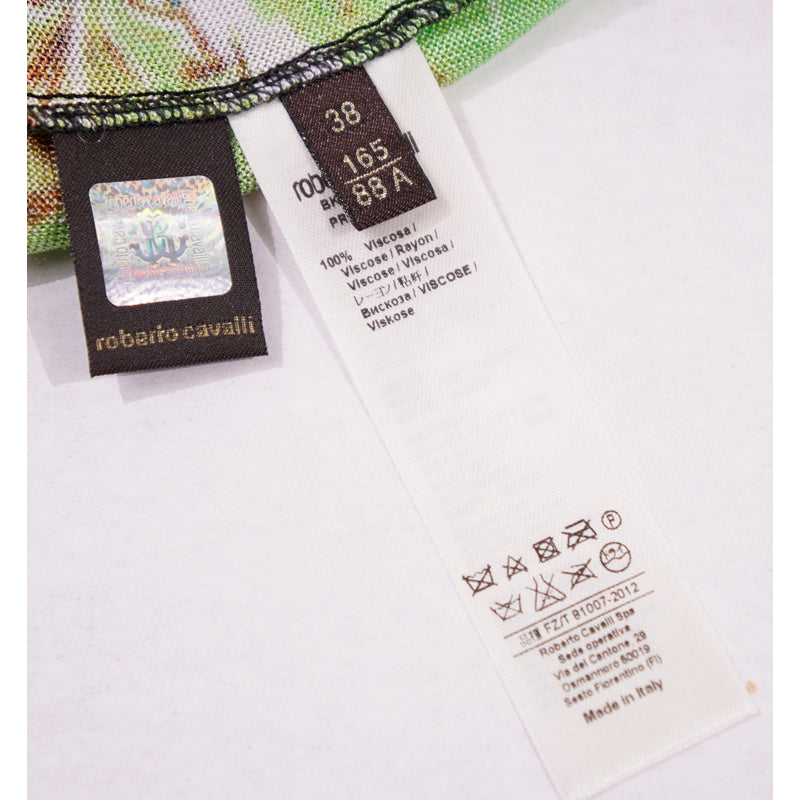 38
165
88 A
roberto cavalli
roberto cavalli
100% Viscosa/
Viscose/Rayon/
Viscose/Viscosa/
レーヨン/粘纤/
Вискоза/VISCOSE/
Viskose
P
FZ/T 81007-2012
Roberto Cavalli Spa
Sede operativa
Via del Cantone 29
Osmannoro 50019
Sesto Fiorentino (FI)
Made in Italy